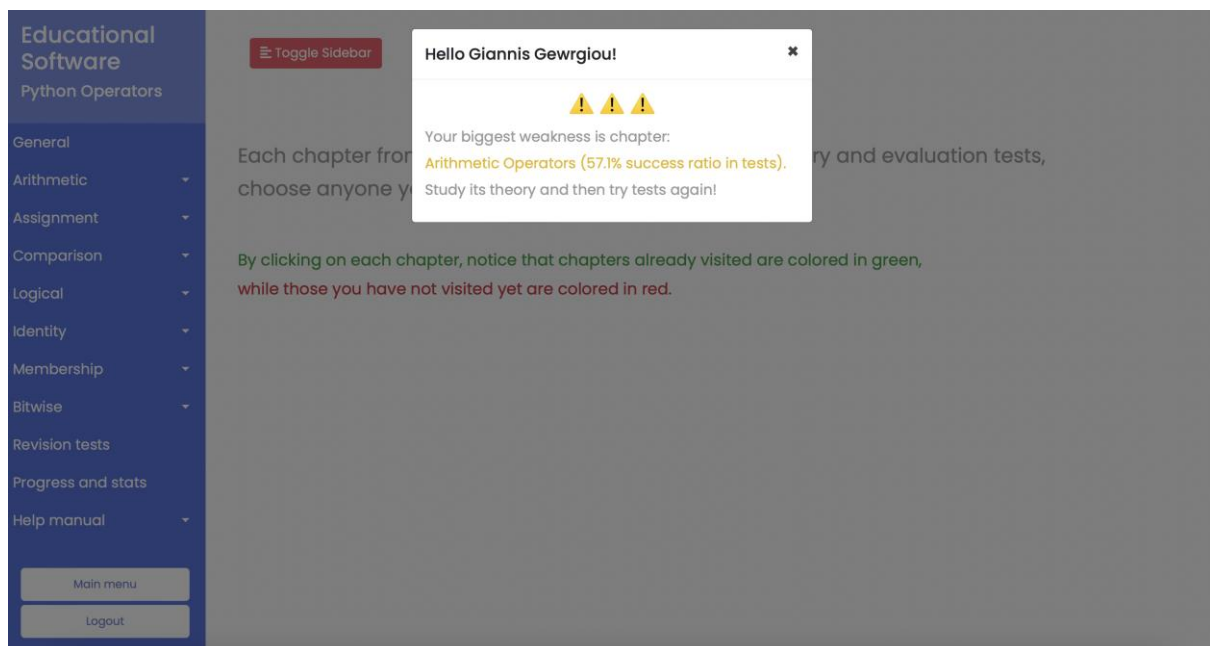 Educational
Software
Python Operators
General
Arithmetic
Assignment
Comparison
Logical
Identity
Membership
Bitwise
Revision tests
Progress and stats
Help manual
Main menu
Logout
Toggle Sidebar
Hello Giannis Gewrgiou!
Your biggest weakness is chapter:
Arithmetic Operators (57.1% success ratio in tests).
Study its theory and then try tests again!
Each chapter and evaluation tests,
choose anyone
By clicking on each chapter, notice that chapters already visited are colored in green,
while those you have not visited yet are colored in red.